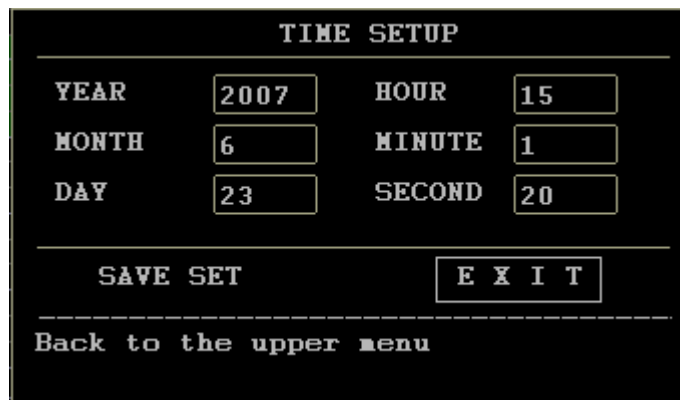 TIME SETUP
YEAR 2007 HOUR 15
MONTH 6 MINUTE 1
DAY 23 SECOND 20
SAVE SET E X I T
Back to the upper menu